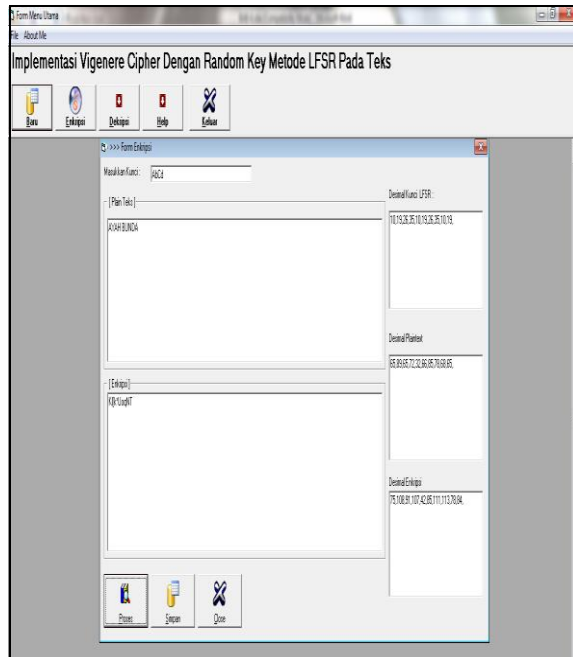 Form Menu Utama
File About Me
Implementasi Vigenere Cipher Dengan Random Key Metode LFSR Pada Teks
Baru Enkripsi Dekripsi Help Keluar
->>> Form Enkripsi
Masukkan Kunci : AbCd
[ Plain Teks ]
AYAH BUNDA
Desimal Kunci LFSR :
10,19,26,35,10,19,26,35,10,19,
Desimal Plaintext
65,89,65,72,32,66,85,78,68,65,
[ Enkripsi ]
Desimal Enkripsi
75,108,91,107,42,85,111,113,78,84,
Proses Simpan Close